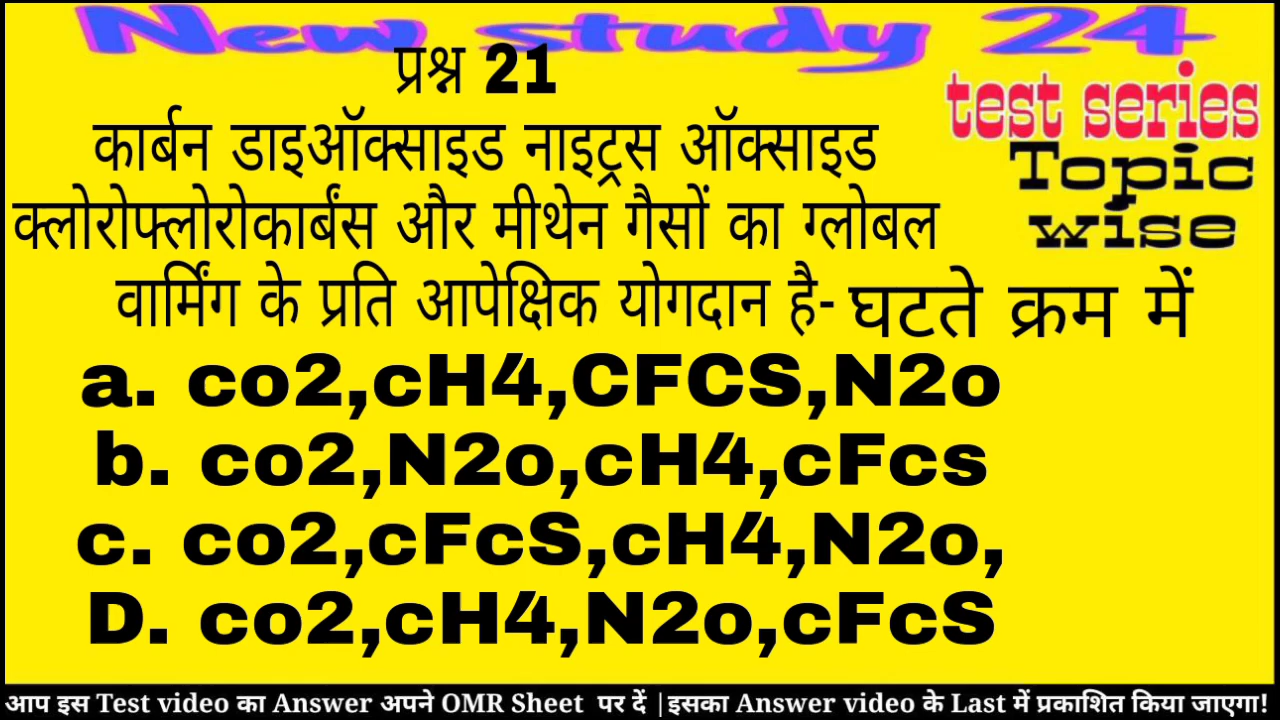 New study 24
प्रश्न 21
test series
Topic
wise
कार्बन डाइऑक्साइड नाइट्रस ऑक्साइड
क्लोरोफ्लोरोकार्बंस और मीथेन गैसों का ग्लोबल
वार्मिंग के प्रति आपेक्षिक योगदान है- घटते क्रम में
a. co2,cH4,CFCS,N2o
b. co2,N2o,cH4,cFcs
c. co2,cFcS,cH4,N2o,
D. co2,cH4,N2o,cFcS
आप इस Test video का Answer अपने OMR Sheet पर दें |इसका Answer video के Last में प्रकाशित किया जाएगा!